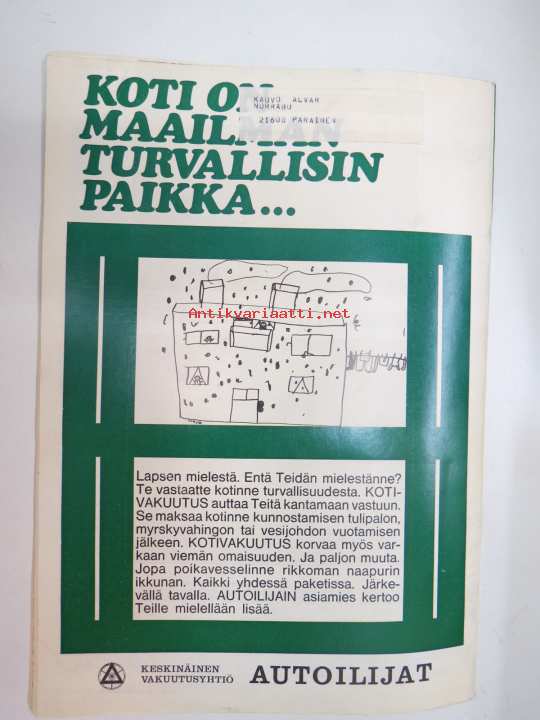 KOTI ON
KAUVO ALVAR
NORRABO
MAAILMAN
21600 PARAINEN
TURVALLISIN
PAIKKA...
Antikvariaatti.net
Lapsen mielestä. Entä Teidän mielestänne?
Te vastaatte kotinne turvallisuudesta. KOTI-
VAKUUTUS auttaa Teitä kantamaan vastuun.
Se maksaa kotinne kunnostamisen tulipalon,
myrskyvahingon tai vesijohdon vuotamisen
jälkeen. KOTIVAKUUTUS korvaa myös var-
kaan viemän omaisuuden. Ja paljon muuta.
Jopa poikavesselinne rikkoman naapurin
ikkunan. Kaikki yhdessä paketissa. Järke-
vällä tavalla. AUTOILIJAIN asiamies kertoo
Teille mielellään lisää.
KESKINÄINEN
VAKUUTUSYHTIÖ
AUTOILIJAT